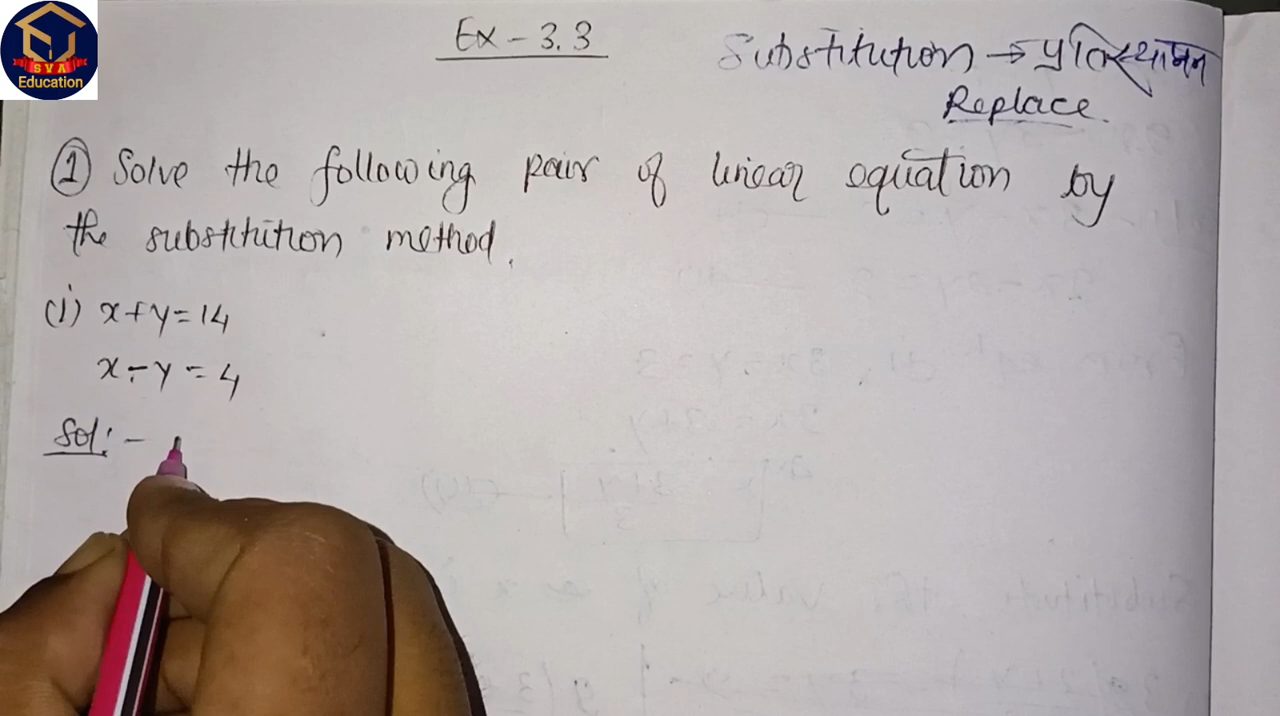 SVA
Education
Ex - 3.3
Substitution → प्रतिस्थापन
Replace.
① Solve the following pair of linear equation by
the substitution method.
(i) x+y=14
x-y=4
Sol: -